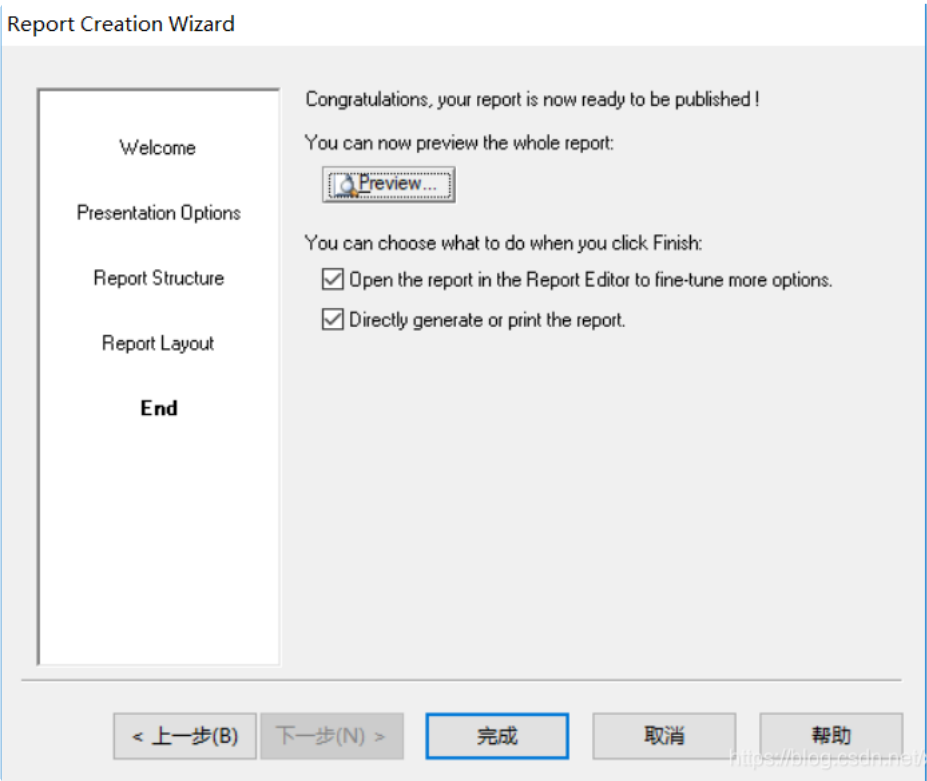 Report Creation Wizard
Welcome
Presentation Options
Report Structure
Report Layout
End
Congratulations, your report is now ready to be published !
You can now preview the whole report:
Preview...
You can choose what to do when you click Finish:
Open the report in the Report Editor to fine-tune more options.
Directly generate or print the report.
< 上一步(B)
下一步(N) >
完成
取消
帮助
https://blog.csdn.net/